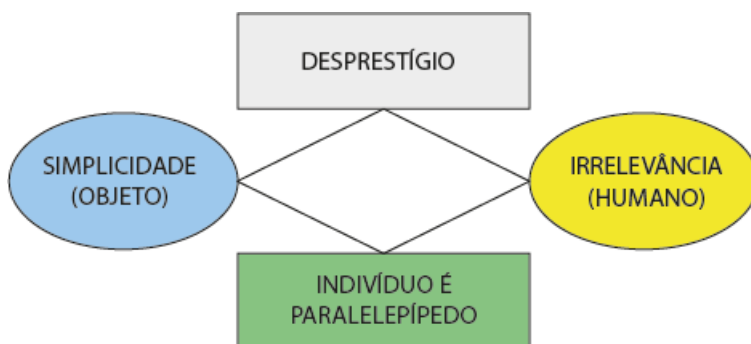 DESPRESTÍGIO
SIMPLICIDADE
(OBJETO)
IRRELEVÂNCIA
(HUMANO)
INDIVÍDUO É
PARALELEPÍPEDO